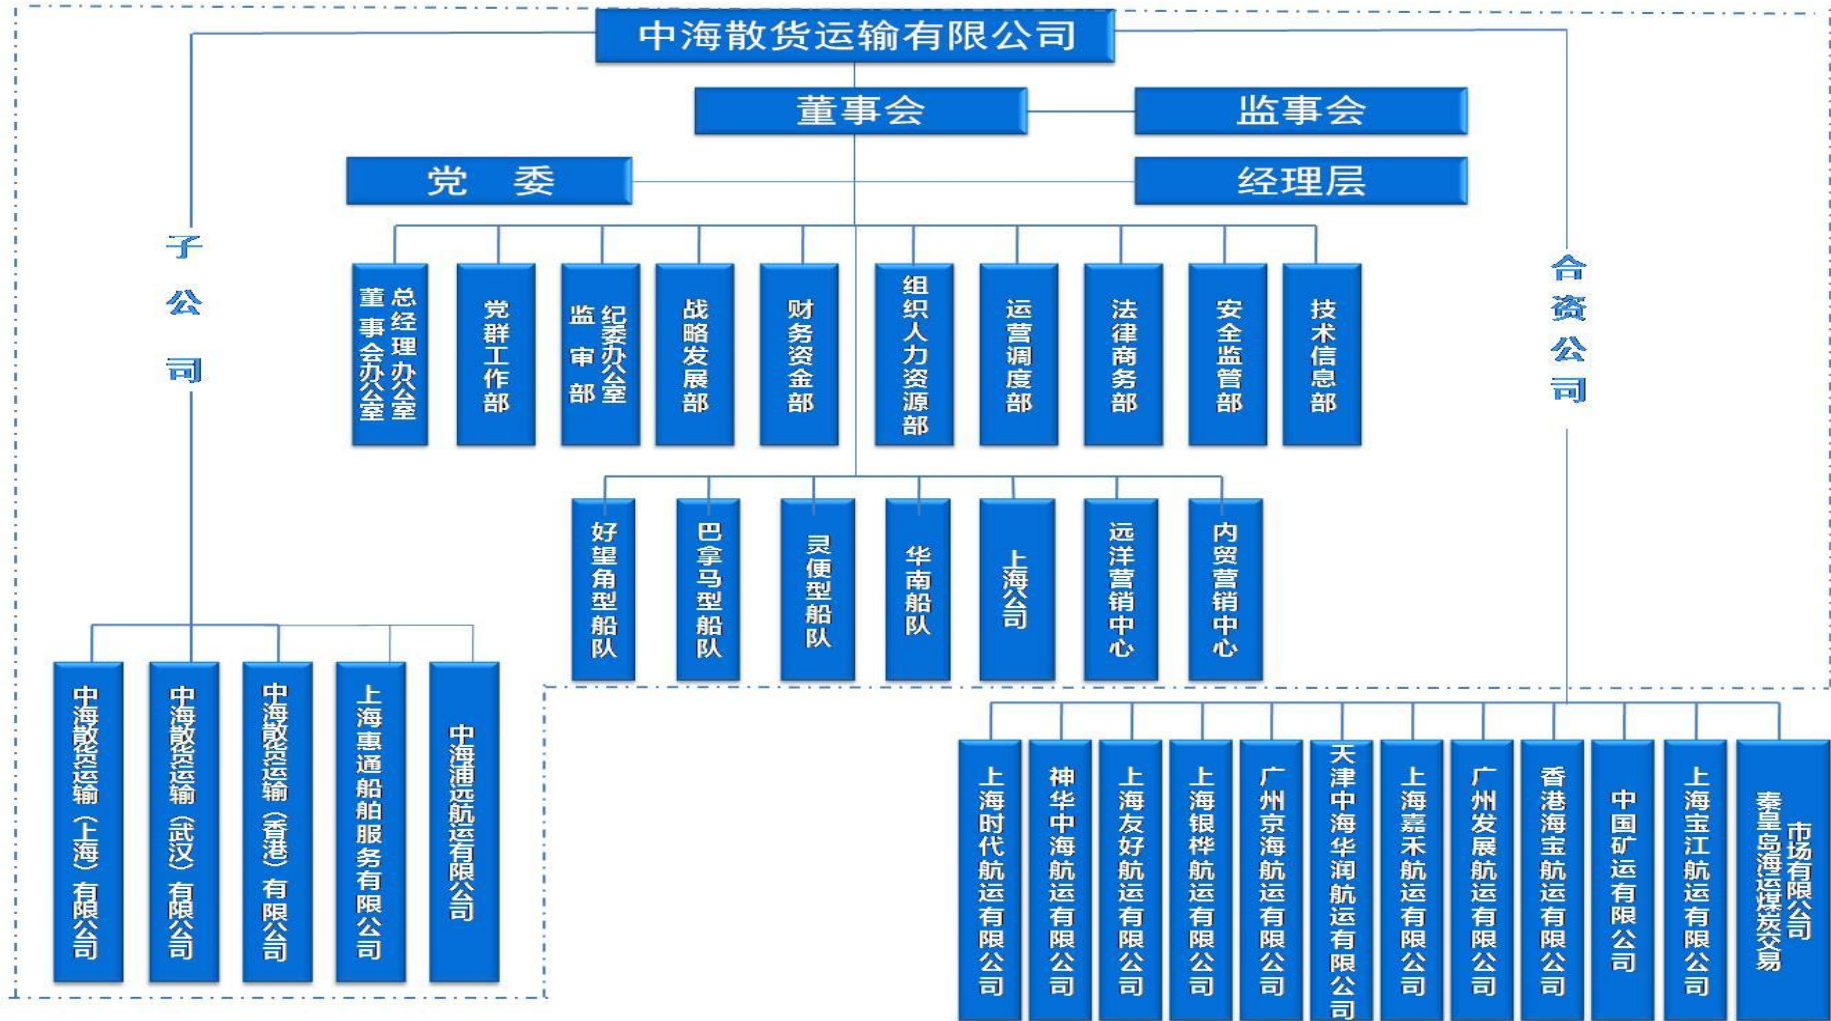 中海散货运输有限公司
董事会
监事会
党 委
经理层
子公司
合资公司
总经理办公室
董事会办公室
党群工作部
纪委办公室
监审部
战略发展部
财务资金部
组织人力资源部
运营调度部
法律商务部
安全监管部
技术信息部
好望角型船队
巴拿马型船队
灵便型船队
华南船队
上海公司
远洋营销中心
内贸营销中心
中海散货运输（上海）有限公司
中海散货运输（武汉）有限公司
中海散货运输（香港）有限公司
上海惠通船舶服务有限公司
中海浦远航运有限公司
上海时代航运有限公司
神华中海航运有限公司
上海友好航运有限公司
上海银桦航运有限公司
广州京海航运有限公司
天津中海华润航运有限公司
上海嘉禾航运有限公司
广州发展航运有限公司
香港海宝航运有限公司
中国矿运有限公司
上海宝江航运有限公司
秦皇岛海运煤炭交易
市场有限公司